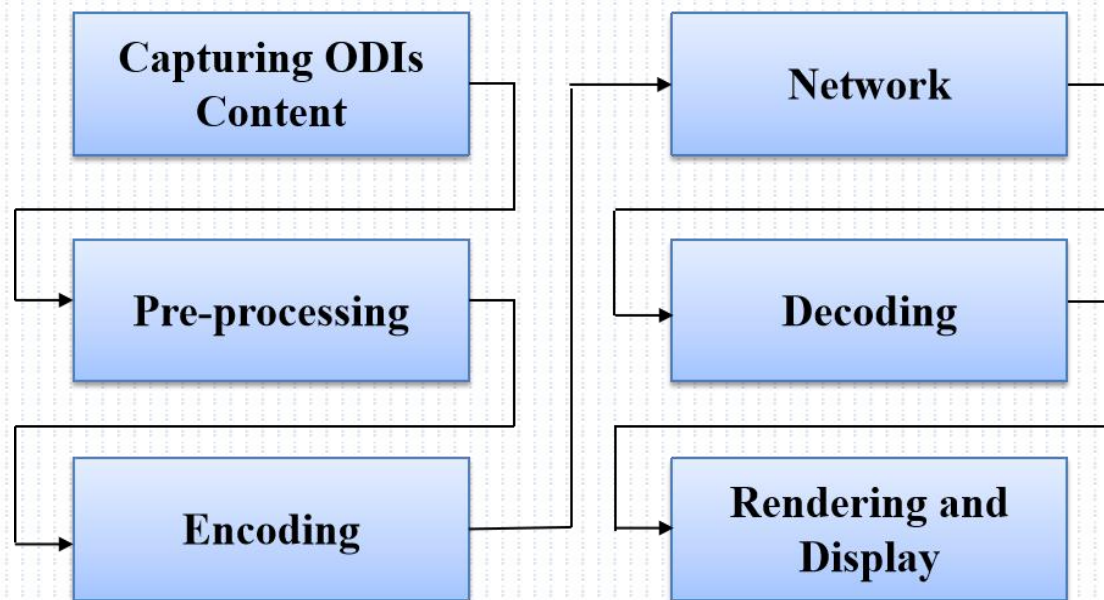 Capturing ODIs
Content
Pre-processing
Encoding
Network
Decoding
Rendering and
Display